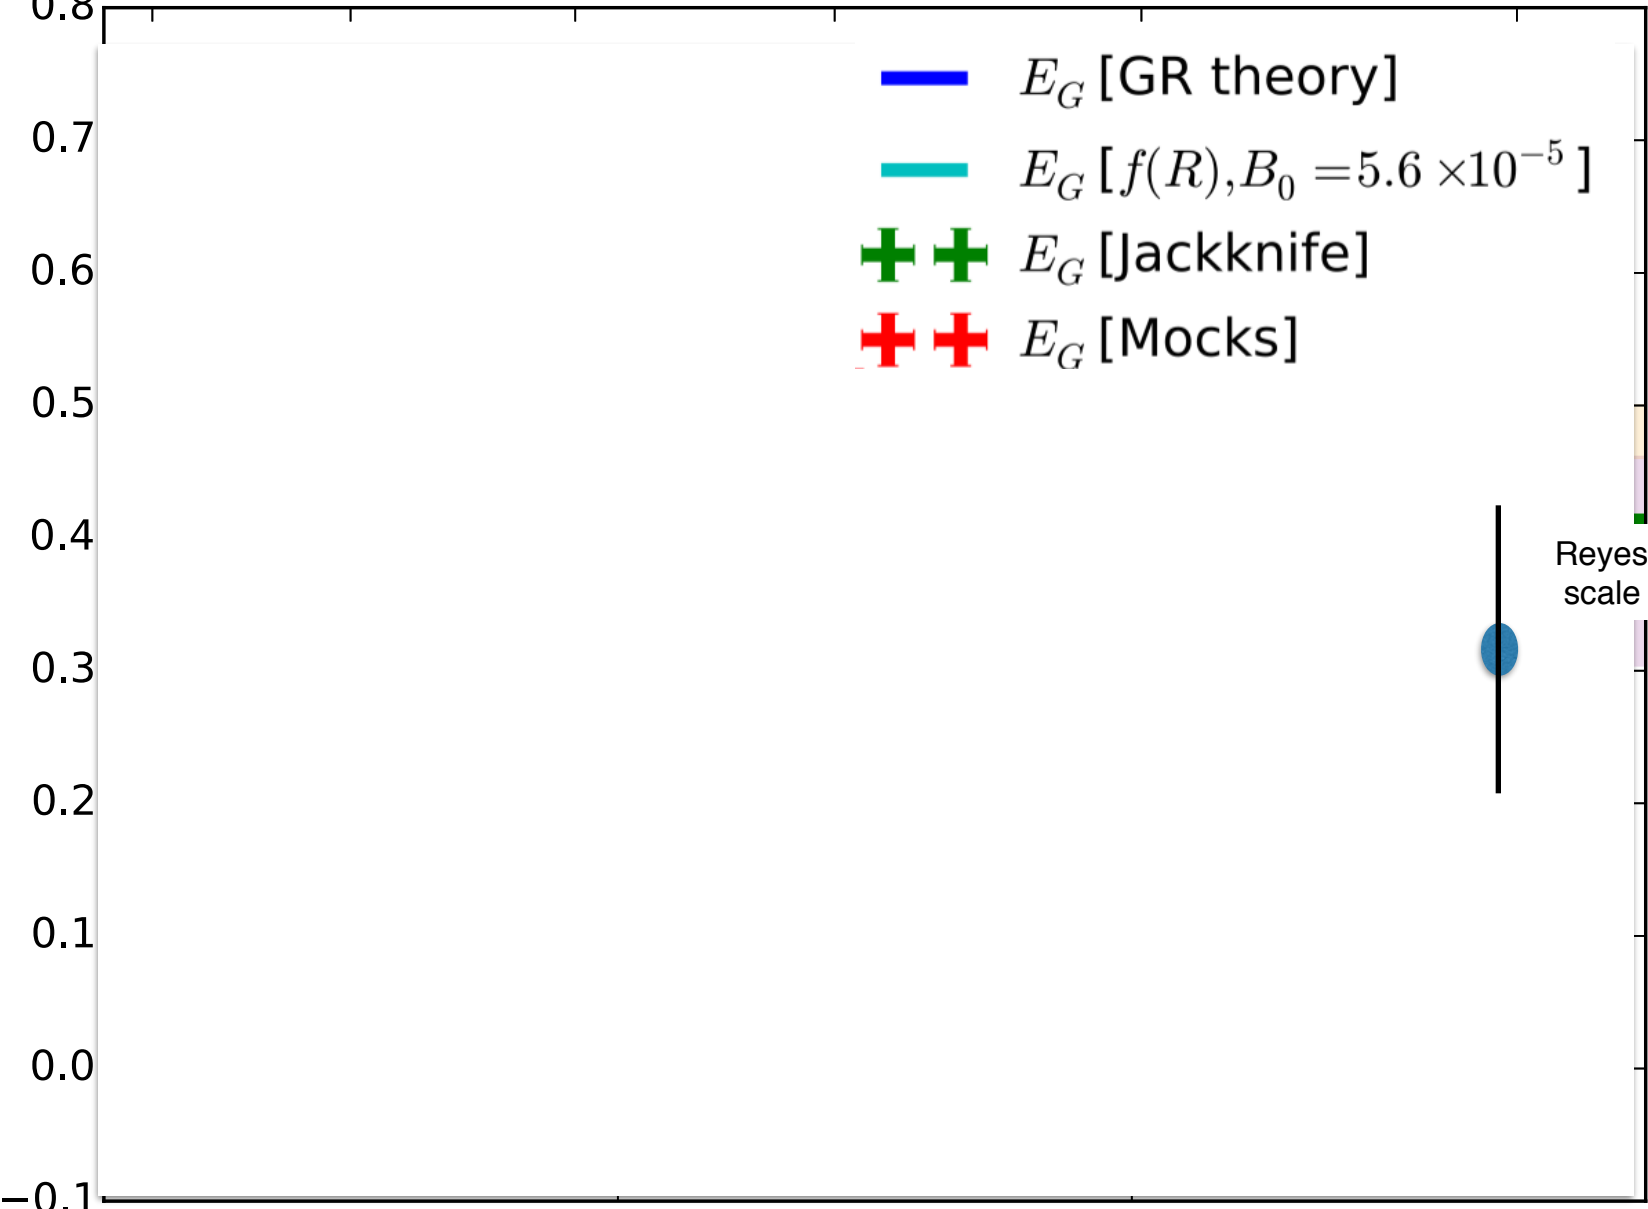 0.8
E_G [GR theory]
0.7
E_G [f(R), B_0 = 5.6 ×10^{−5}]
0.6
E_G [Jackknife]
E_G [Mocks]
0.5
0.4
Reyes
scale
0.3
0.2
0.1
0.0
−0.1